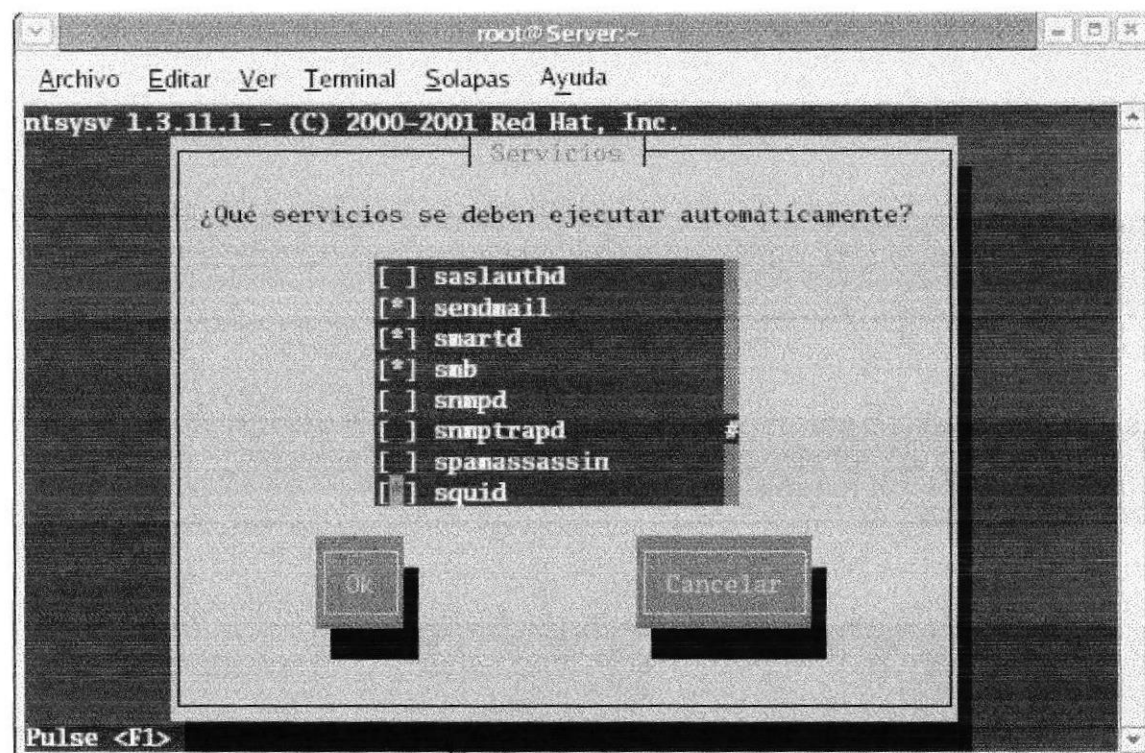 root@Server:~
Archivo Editar Ver Terminal Solapas Ayuda
ntsysv 1.3.11.1 - (C) 2000-2001 Red Hat, Inc.
Servicios
¿Qué servicios se deben ejecutar automáticamente?
[ ] saslauthd
[*] sendmail
[*] smartd
[*] smb
[ ] snmpd
[ ] snmptrapd #
[ ] spamassassin
[*] squid
Ok Cancelar
Pulse <F1>